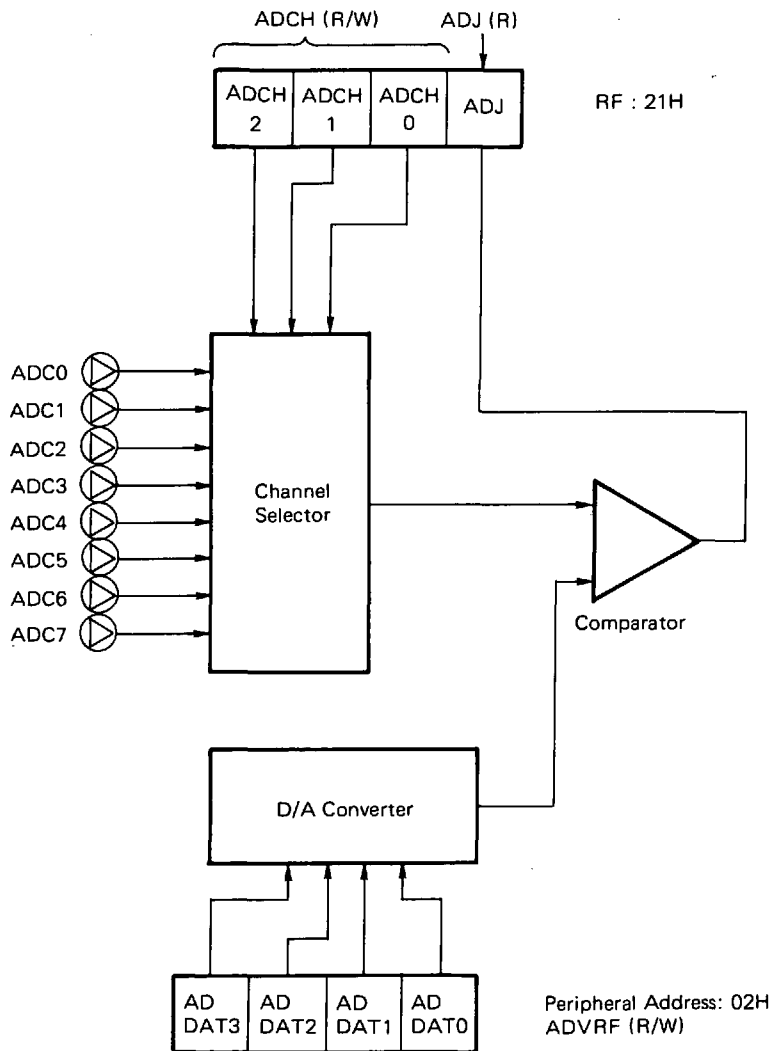 ADCH (R/W)
ADJ (R)
ADCH 2
ADCH 1
ADCH 0
ADJ
RF : 21H
ADC0
ADC1
ADC2
ADC3
ADC4
ADC5
ADC6
ADC7
Channel
Selector
Comparator
D/A Converter
AD
DAT3
AD
DAT2
AD
DAT1
AD
DAT0
Peripheral Address: 02H
ADVRF (R/W)